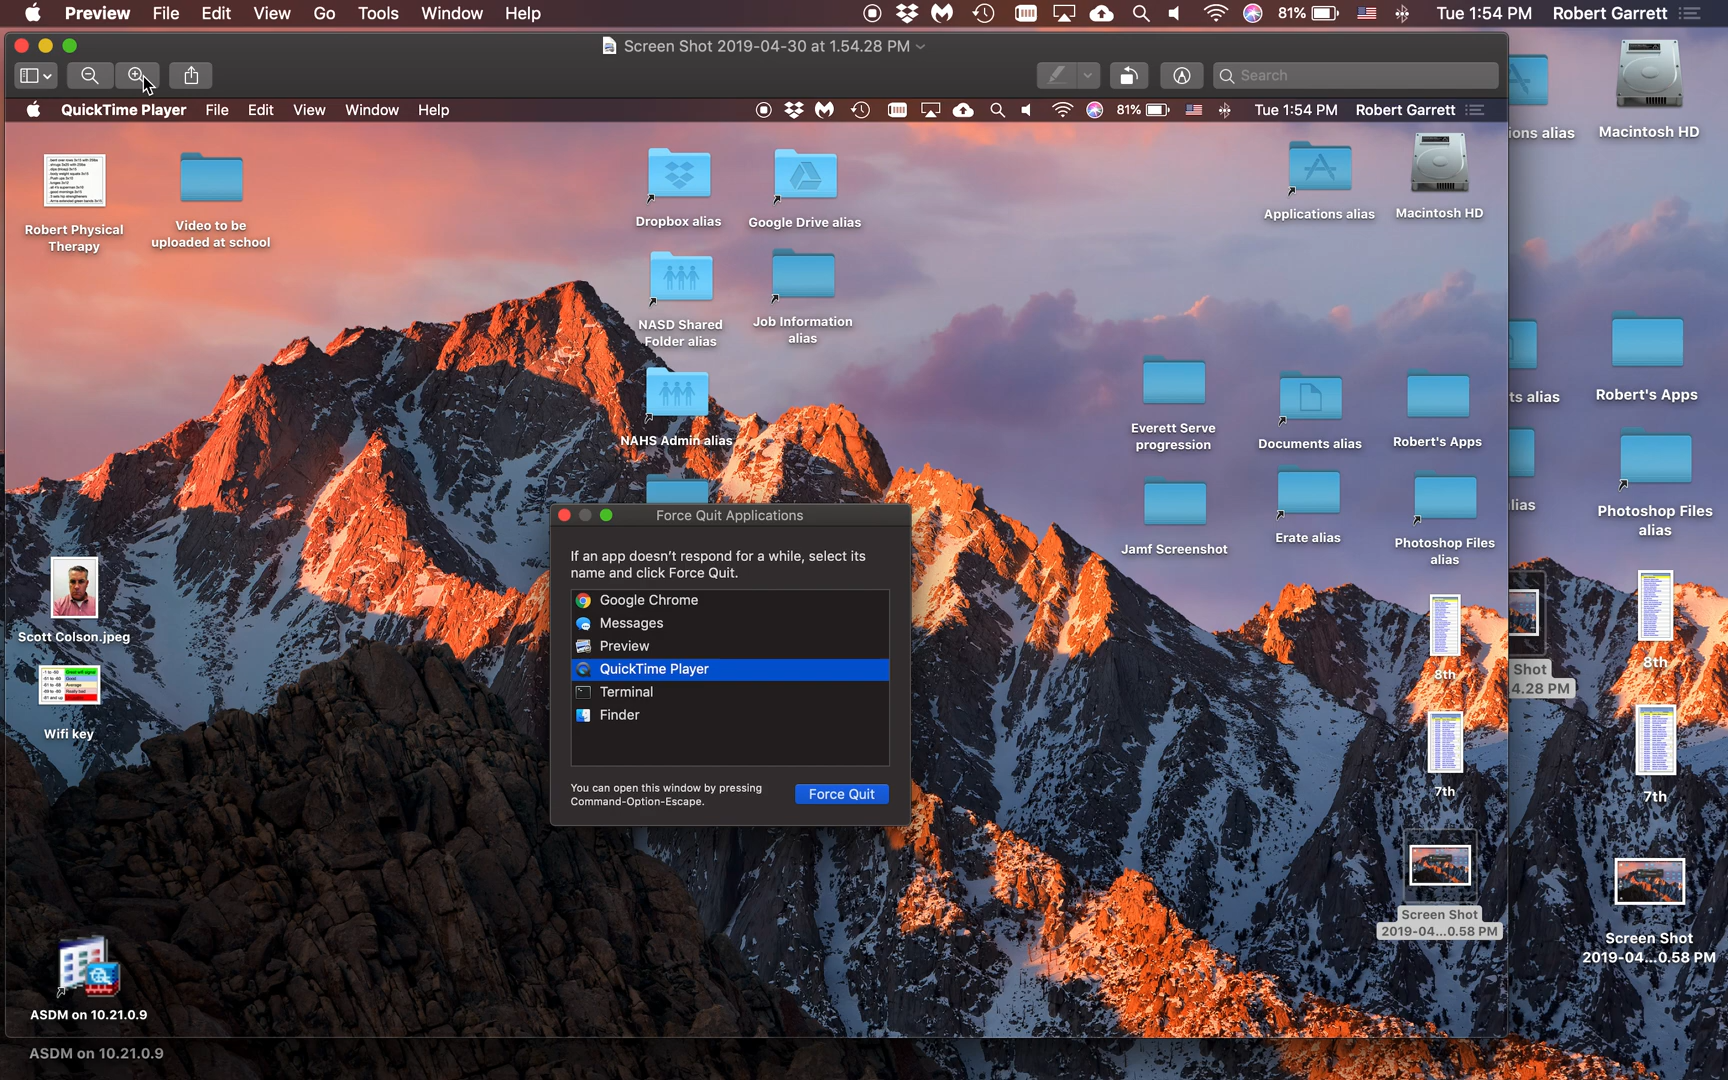 Preview File Edit View Go Tools Window Help
81%
Tue 1:54 PM Robert Garrett
Screen Shot 2019-04-30 at 1.54.28 PM
Search
QuickTime Player File Edit View Window Help
81%
Tue 1:54 PM Robert Garrett
Robert Physical
Therapy
Video to be
uploaded at school
Dropbox alias
Google Drive alias
Applications alias
Macintosh HD
ions alias
Macintosh HD
NASD Shared
Folder alias
Job Information
alias
NAHS Admin alias
Everett Serve
progression
Documents alias
Robert's Apps
ts alias
Robert's Apps
Jamf Screenshot
Erate alias
Photoshop Files
alias
lias
Photoshop Files
alias
Force Quit Applications
If an app doesn't respond for a while, select its
name and click Force Quit.
Google Chrome
Messages
Preview
QuickTime Player
Terminal
Finder
You can open this window by pressing
Command-Option-Escape.
Force Quit
Scott Colson.jpeg
Wifi key
8th
7th
Screen Shot
2019-04...0.58 PM
Shot
4.28 PM
8th
7th
Screen Shot
2019-04...0.58 PM
ASDM on 10.21.0.9
ASDM on 10.21.0.9